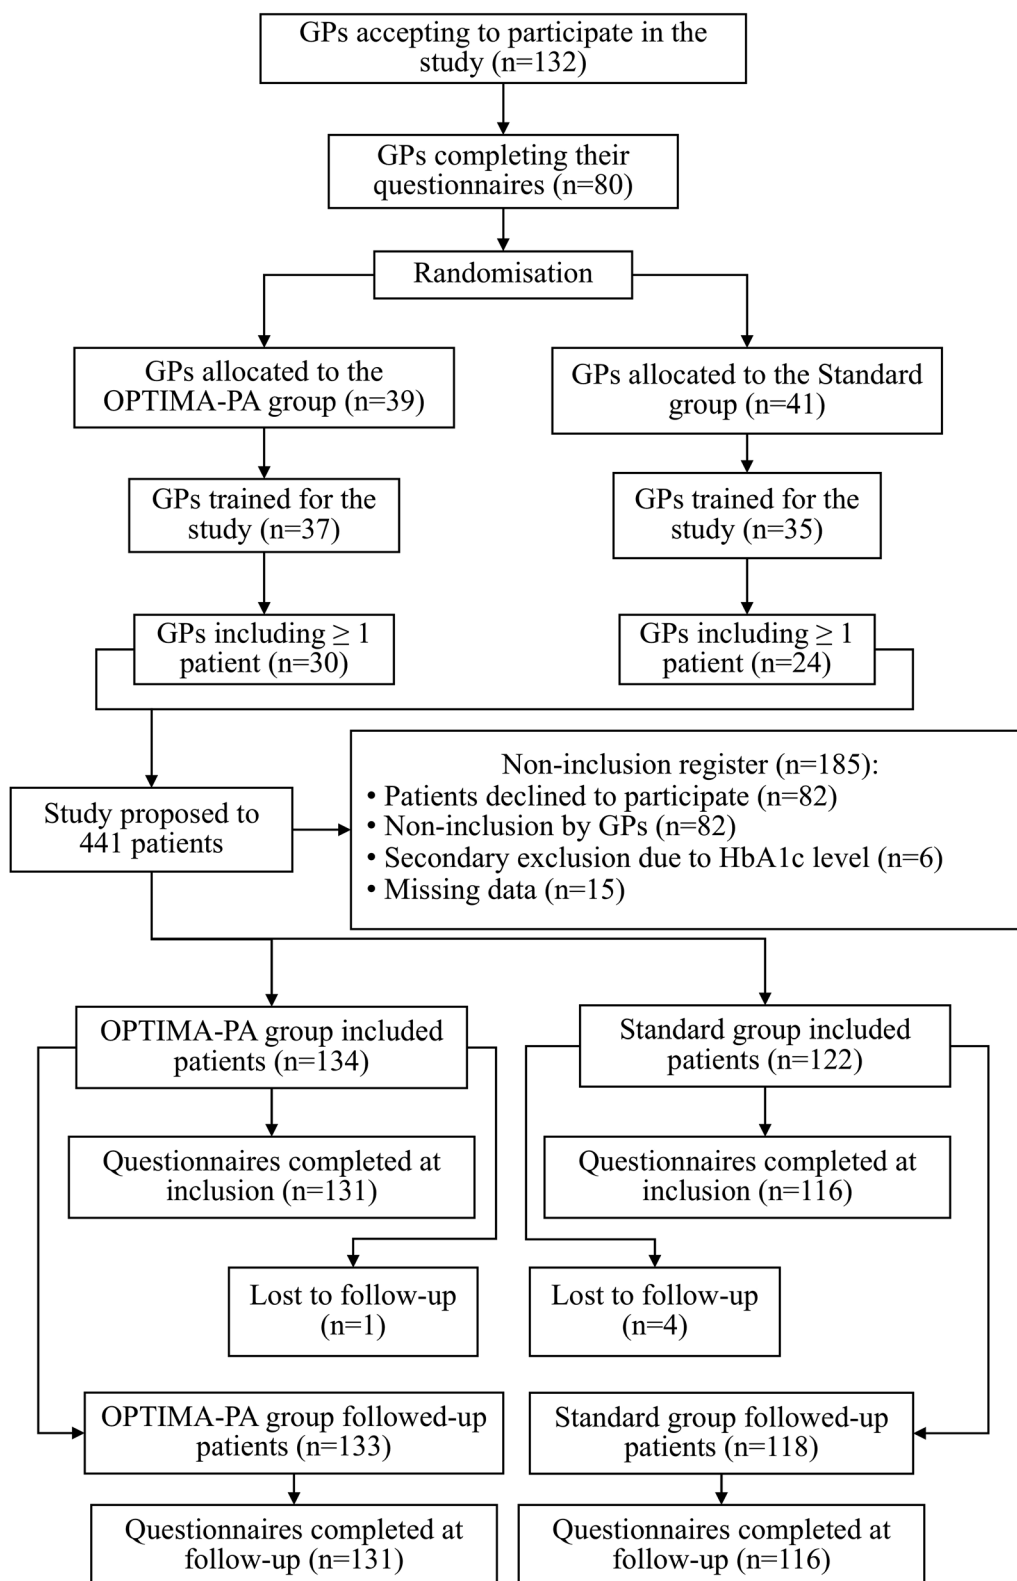 GPs accepting to participate in the
study (n=132)
GPs completing their
questionnaires (n=80)
Randomisation
GPs allocated to the
OPTIMA-PA group (n=39)
GPs allocated to the Standard
group (n=41)
GPs trained for the
study (n=37)
GPs trained for the
study (n=35)
GPs including ≥ 1
patient (n=30)
GPs including ≥ 1
patient (n=24)
Study proposed to
441 patients
Non-inclusion register (n=185):
• Patients declined to participate (n=82)
• Non-inclusion by GPs (n=82)
• Secondary exclusion due to HbA1c level (n=6)
• Missing data (n=15)
OPTIMA-PA group included
patients (n=134)
Standard group included
patients (n=122)
Questionnaires completed at
inclusion (n=131)
Questionnaires completed at
inclusion (n=116)
Lost to follow-up
(n=1)
Lost to follow-up
(n=4)
OPTIMA-PA group followed-up
patients (n=133)
Standard group followed-up
patients (n=118)
Questionnaires completed at
follow-up (n=131)
Questionnaires completed at
follow-up (n=116)